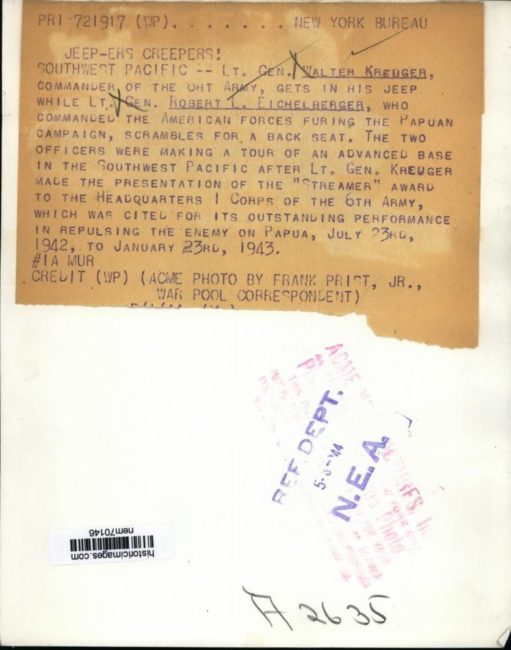 PRI-721917 (WP) . . . . . . . NEW YORK BUREAU
JEEP-ERS CREEPERS!
SOUTHWEST PACIFIC -- LT. GEN. WALTER KREUGER,
COMMANDER OF THE 6HT ARMY, GETS IN HIS JEEP
WHILE LT. GEN. ROBERT L. EICHELBERGER, WHO
COMMANDED THE AMERICAN FORCES FURING THE PAPUAN
CAMPAIGN, SCRAMBLES FOR A BACK SEAT. THE TWO
OFFICERS WERE MAKING A TOUR OF AN ADVANCED BASE
IN THE SOUTHWEST PACIFIC AFTER LT. GEN. KREUGER
MADE THE PRESENTATION OF THE "STREAMER" AWARD
TO THE HEADQUARTERS I CORPS OF THE 6TH ARMY,
WHICH WAS CITED FOR ITS OUTSTANDING PERFORMANCE
IN REPULSING THE ENEMY ON PAPUA, JULY 23RD,
1942, TO JANUARY 23RD, 1943.
#1A MUR
CREDIT (WP) (ACME PHOTO BY FRANK PRIST, JR.,
WAR POOL CORRESPONDENT)
ACME
REF. DEPT.
N.E.A.
historicimages.com
nem70146
A 2635